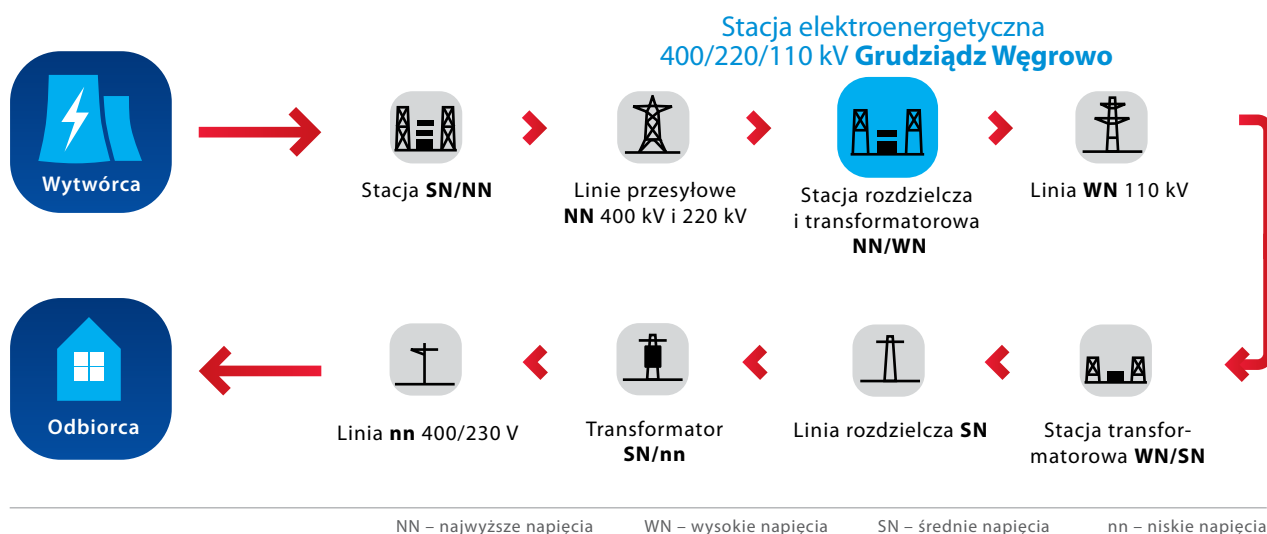 Stacja elektroenergetyczna
400/220/110 kV Grudziądz Węgrowo
Wytwórca
Stacja SN/NN
Linie przesyłowe
NN 400 kV i 220 kV
Stacja rozdzielcza
i transformatorowa
NN/WN
Linia WN 110 kV
Odbiorca
Linia nn 400/230 V
Transformator
SN/nn
Linia rozdzielcza SN
Stacja transfor-
matorowa WN/SN
NN – najwyższe napięcia WN – wysokie napięcia SN – średnie napięcia nn – niskie napięcia